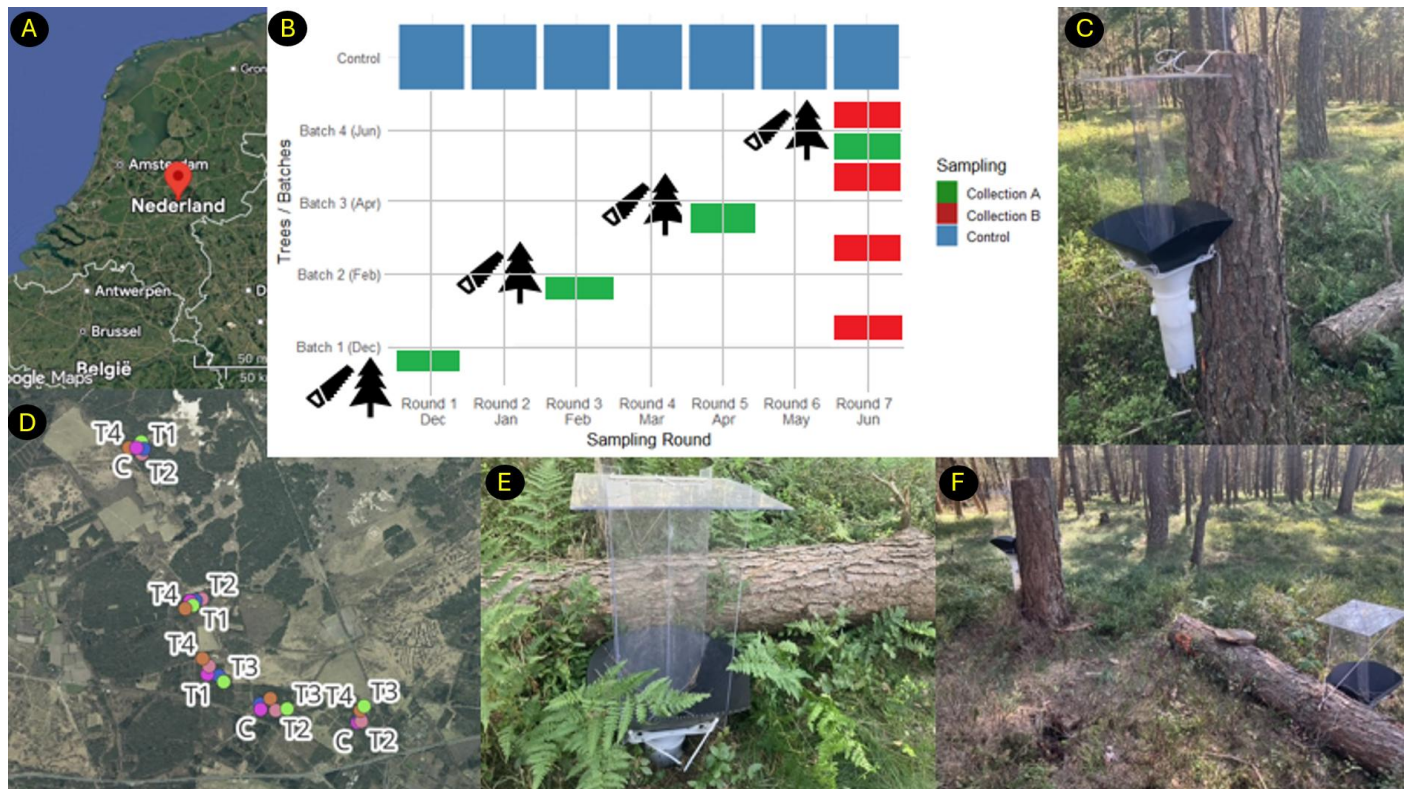 A
Gron
Amsterdam
Nederland
Antwerpen
D
Brussel
België
50 m
50 k
oogle Maps
B
Control
Batch 4 (Jun)
Batch 3 (Apr)
Batch 2 (Feb)
Batch 1 (Dec)
Trees / Batches
Round 1 Round 2 Round 3 Round 4 Round 5 Round 6 Round 7
Dec Jan Feb Mar Apr May Jun
Sampling Round
Sampling
Collection A
Collection B
Control
C
D
T4 T1
C T2
T4 T2
T1
T4
T3
T1
T3 T4 T3
C T2
C T2
E
F